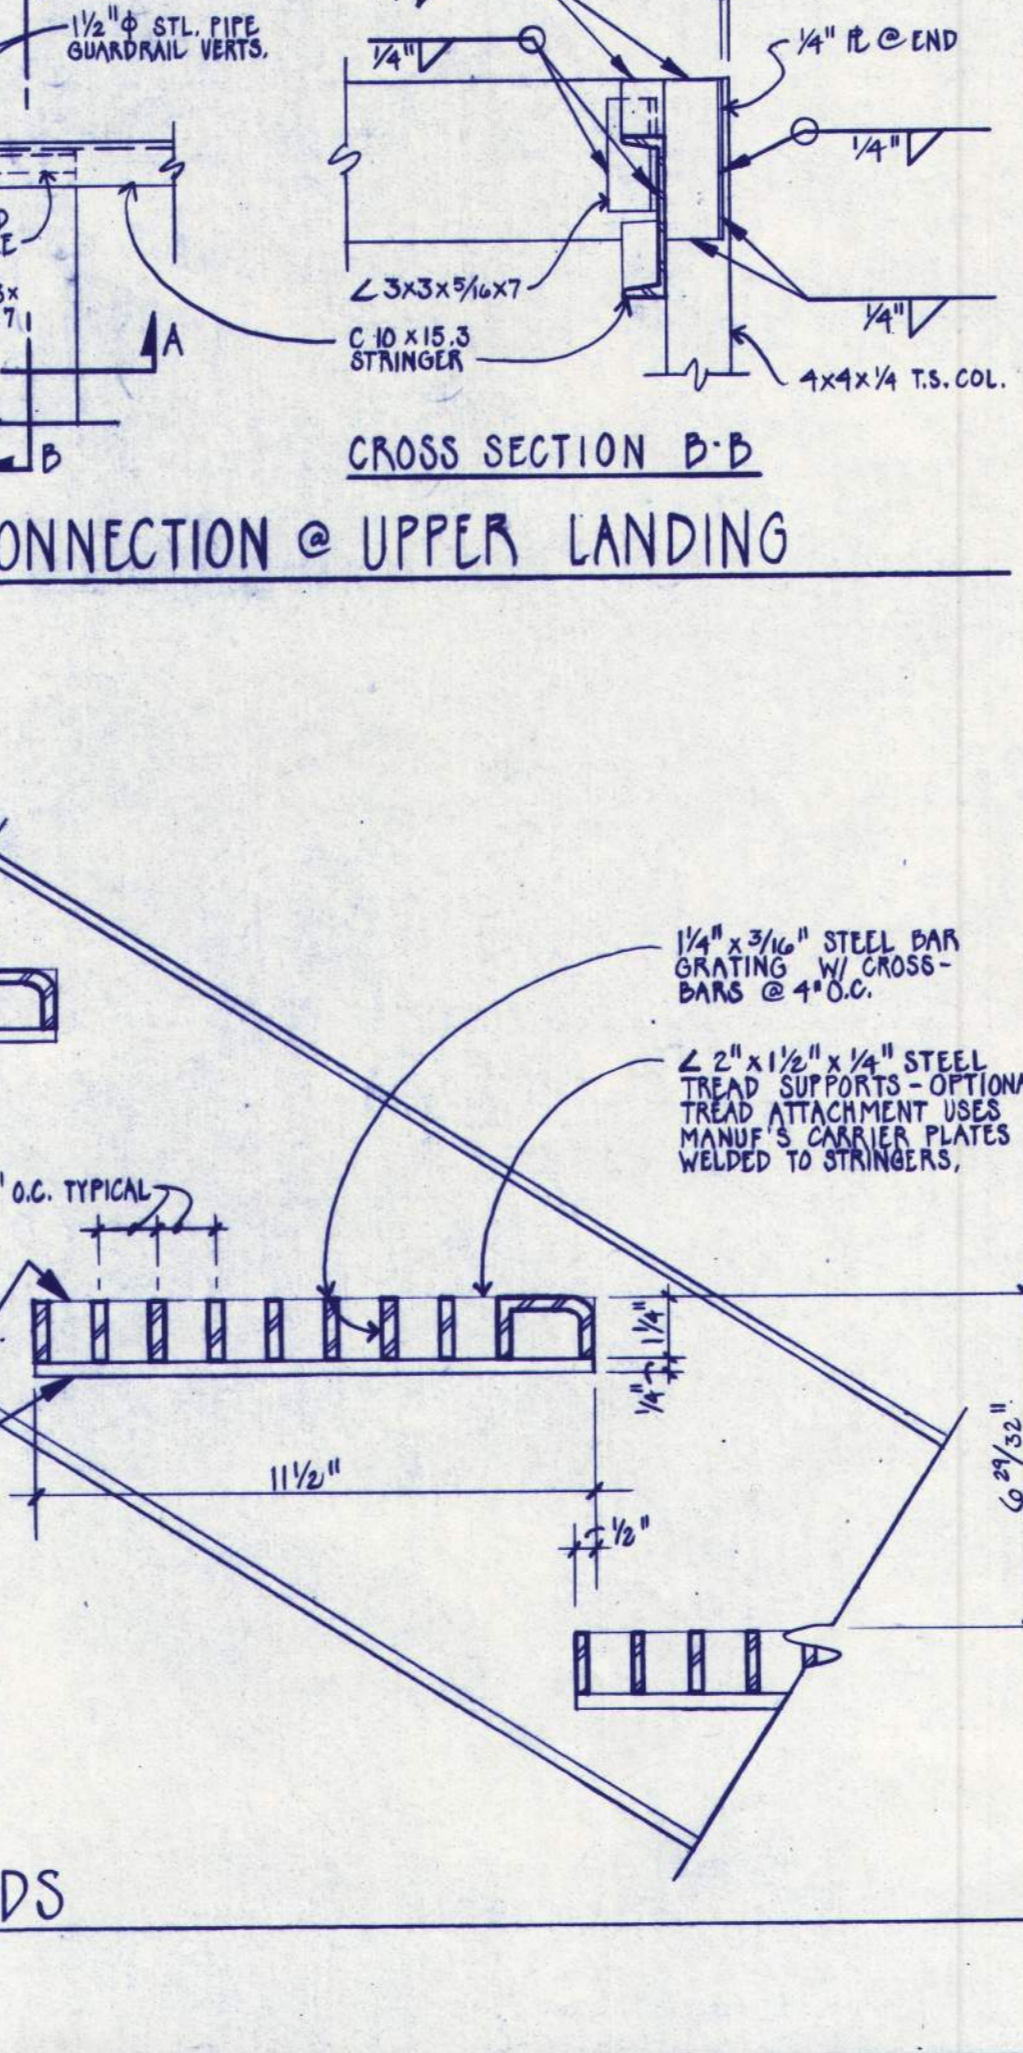 1½"ϕ STL. PIPE
GUARDRAIL VERTS.
¼"
¼" ℄ @ END
¼"
∠ 3x3x5/16x7
C 10 x 15.3
STRINGER
¼"
4x4x¼ T.S. COL.
7
A
B
CROSS SECTION B-B
ONNECTION @ UPPER LANDING
1¼" x 3/16" STEEL BAR
GRATING W/ CROSS-
BARS @ 4" O.C.
∠ 2" x 1½" x ¼" STEEL
TREAD SUPPORTS - OPTIONA
TREAD ATTACHMENT USES
MANUF'S CARRIER PLATES
WELDED TO STRINGERS.
" O.C. TYPICAL
1¼"
¼"
11½"
6 29/32"
½"
DS